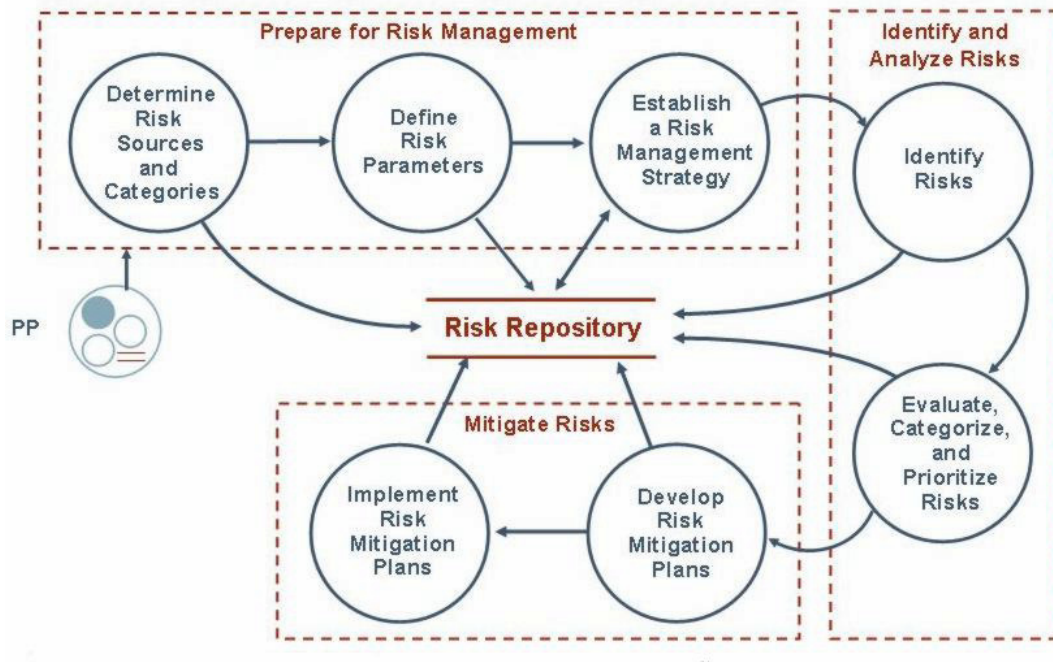 Prepare for Risk Management
Determine
Risk
Sources
and
Categories
Define
Risk
Parameters
Establish
a Risk
Management
Strategy
Identify and
Analyze Risks
Identify
Risks
PP
Risk Repository
Evaluate,
Categorize,
and
Prioritize
Risks
Mitigate Risks
Implement
Risk
Mitigation
Plans
Develop
Risk
Mitigation
Plans